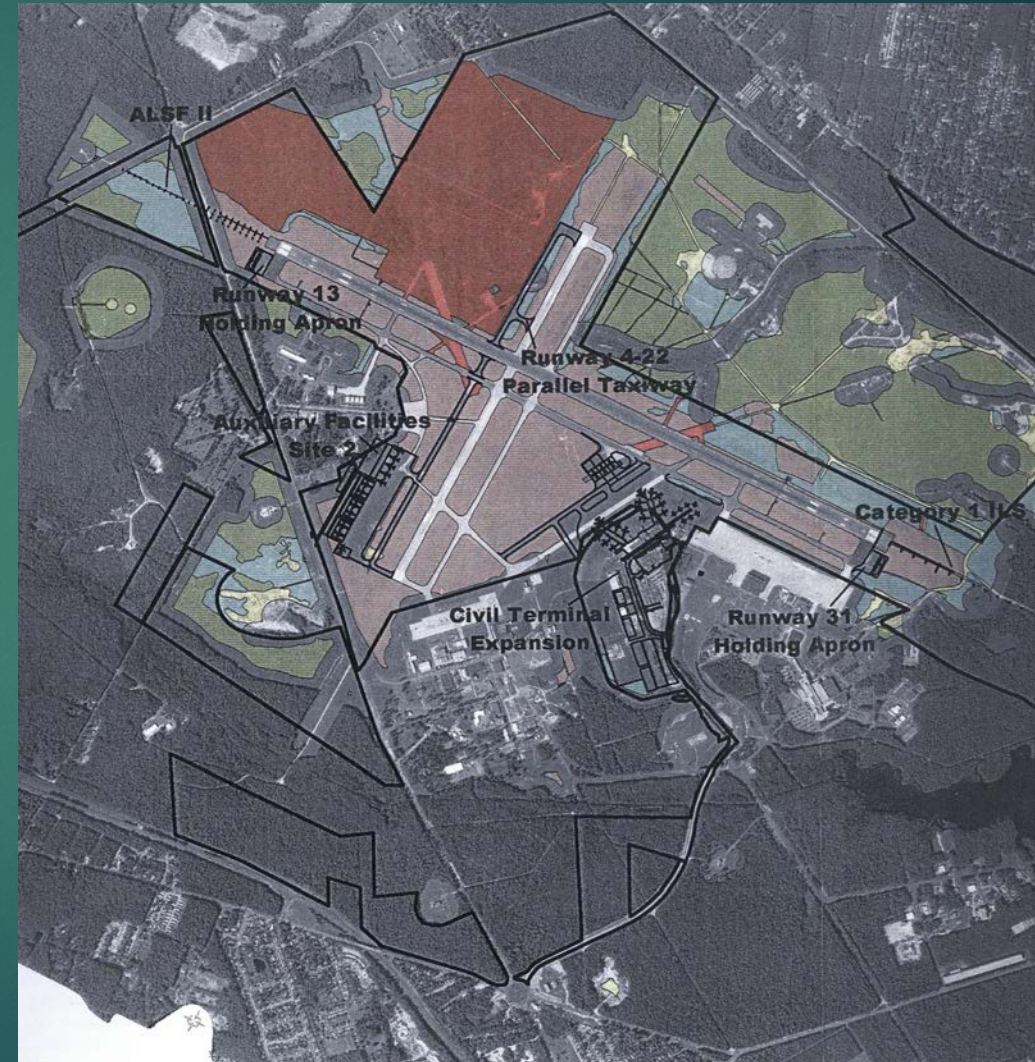 ALSF II
Runway 13
Holding Apron
Runway 4-22
Parallel Taxiway
Auxiliary Facilities
Site 2
Category 1 ILS
Civil Terminal
Expansion
Runway 31
Holding Apron